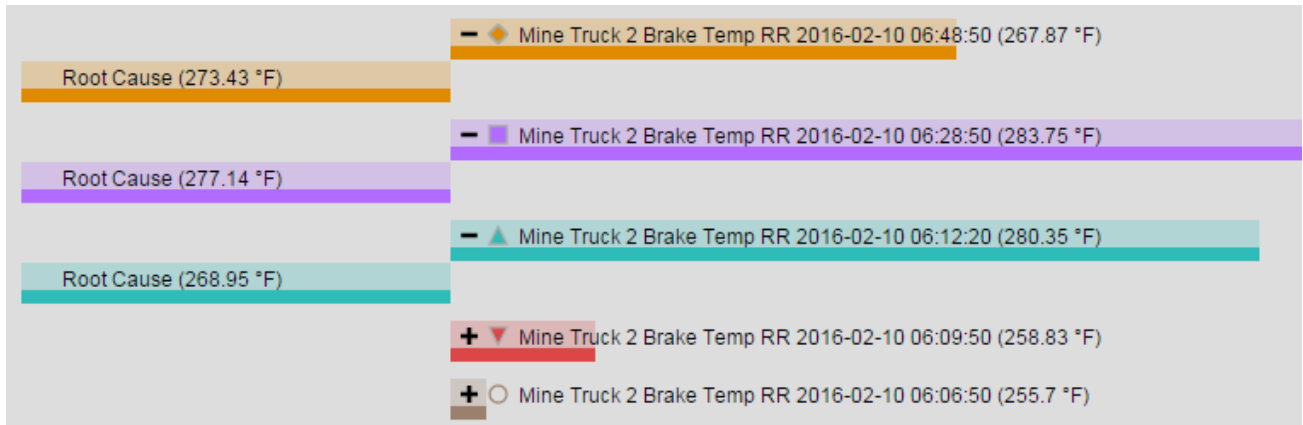 Mine Truck 2 Brake Temp RR 2016-02-10 06:48:50 (267.87 °F)
Root Cause (273.43 °F)
Mine Truck 2 Brake Temp RR 2016-02-10 06:28:50 (283.75 °F)
Root Cause (277.14 °F)
Mine Truck 2 Brake Temp RR 2016-02-10 06:12:20 (280.35 °F)
Root Cause (268.95 °F)
Mine Truck 2 Brake Temp RR 2016-02-10 06:09:50 (258.83 °F)
Mine Truck 2 Brake Temp RR 2016-02-10 06:06:50 (255.7 °F)